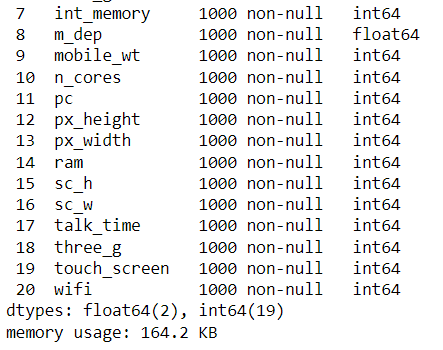 7   int_memory     1000 non-null   int64
8   m_dep          1000 non-null   float64
9   mobile_wt      1000 non-null   int64
10  n_cores        1000 non-null   int64
11  pc             1000 non-null   int64
12  px_height      1000 non-null   int64
13  px_width       1000 non-null   int64
14  ram            1000 non-null   int64
15  sc_h           1000 non-null   int64
16  sc_w           1000 non-null   int64
17  talk_time      1000 non-null   int64
18  three_g        1000 non-null   int64
19  touch_screen   1000 non-null   int64
20  wifi           1000 non-null   int64
dtypes: float64(2), int64(19)
memory usage: 164.2 KB